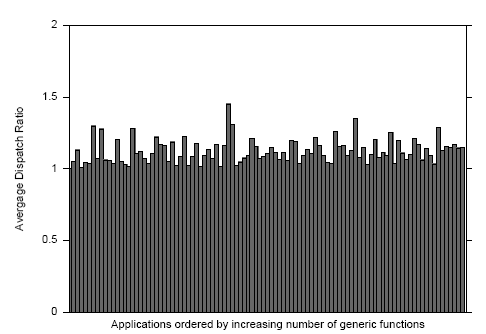 2
1.5
1
0.5
0
Avergage Dispatch Ratio
Applications ordered by increasing number of generic functions